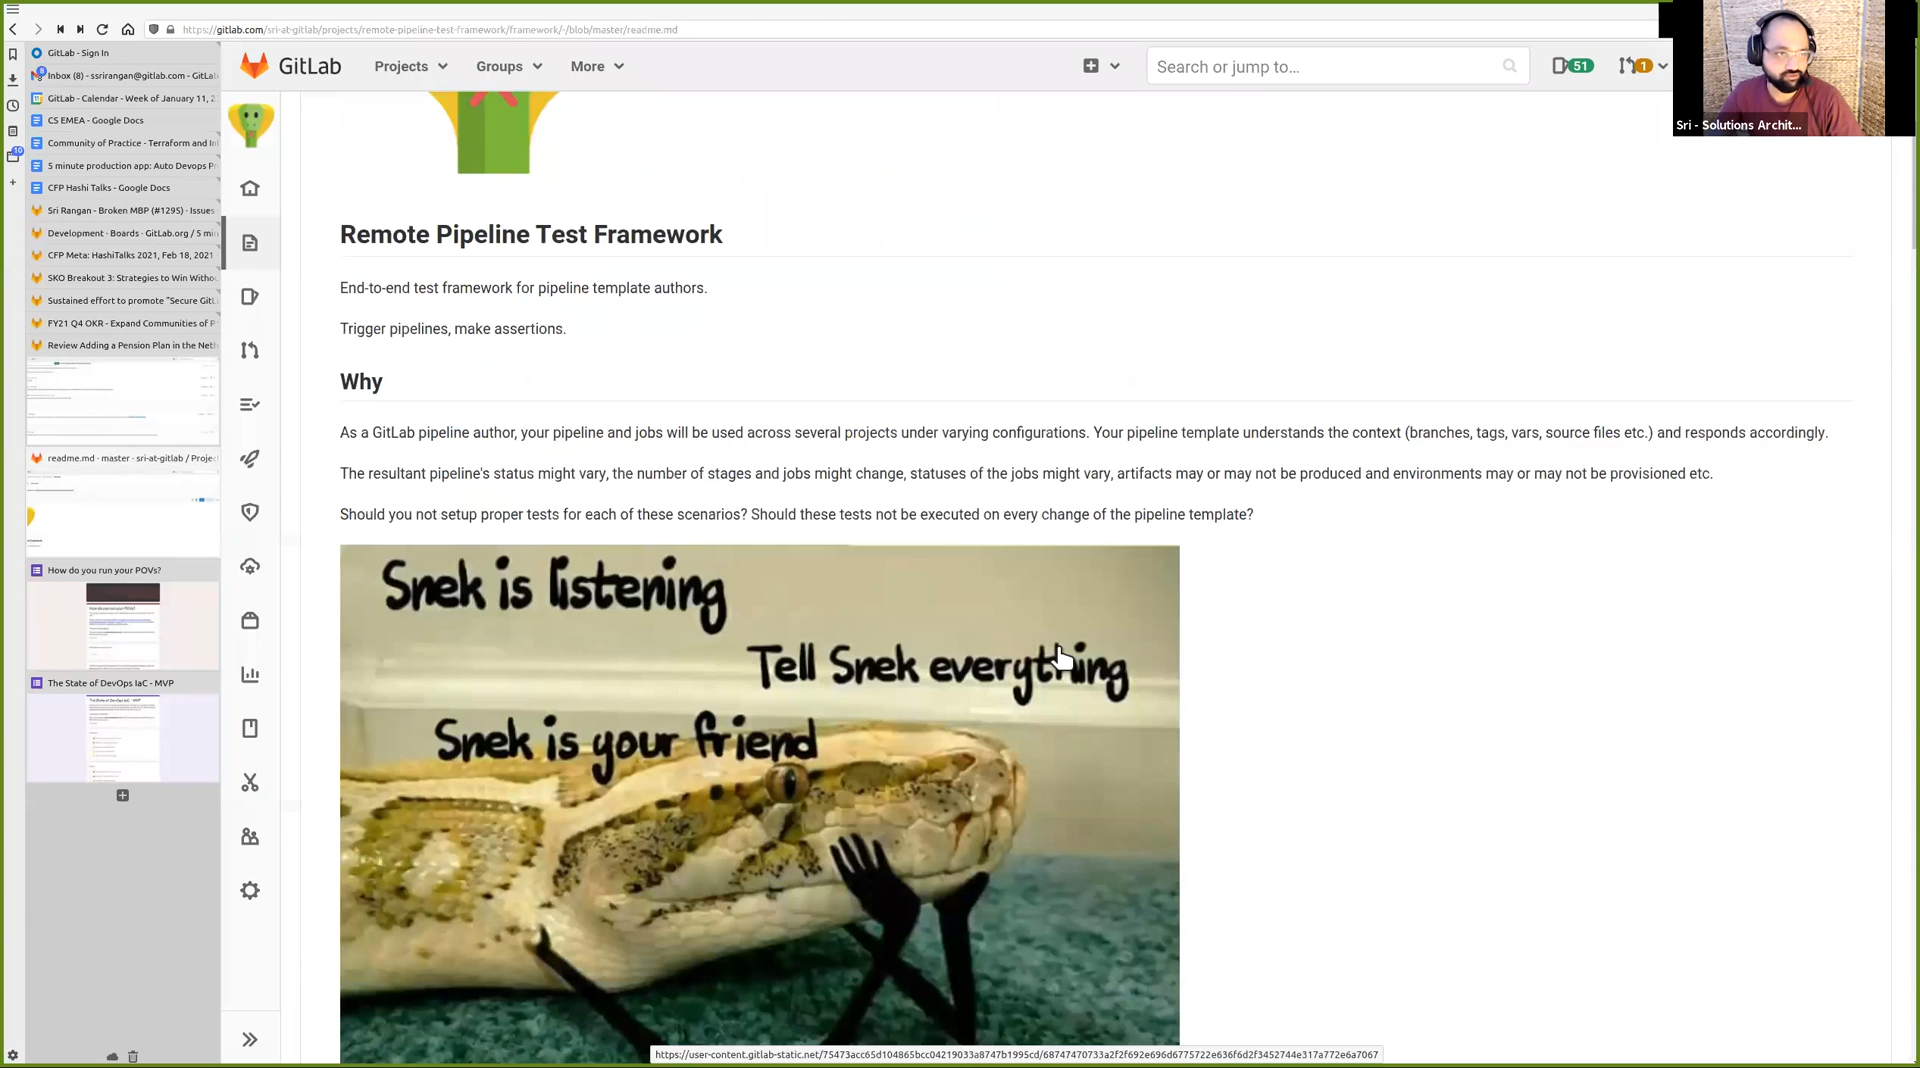 https://gitlab.com/sri-at-gitlab/projects/remote-pipeline-test-framework/framework/-/blob/master/readme.md
GitLab - Sign In
Inbox (8) - ssrirangan@gitlab.com - GitLa
GitLab - Calendar - Week of January 11, 2
CS EMEA - Google Docs
Community of Practice - Terraform and In
5 minute production app: Auto Devops P
CFP Hashi Talks - Google Docs
Sri Rangan - Broken MBP (#1295) · Issues
Development · Boards · GitLab.org / 5 min
CFP Meta: HashiTalks 2021, Feb 18, 2021
SKO Breakout 3: Strategies to Win Witho
Sustained effort to promote "Secure GitL
FY21 Q4 OKR - Expand Communities of P
Review Adding a Pension Plan in the Neth
readme.md · master · sri-at-gitlab / Projec
How do you run your POVs?
The State of DevOps IaC - MVP
10
GitLab
Projects
Groups
More
Search or jump to...
51
1
Sri - Solutions Archit...
Remote Pipeline Test Framework
End-to-end test framework for pipeline template authors.
Trigger pipelines, make assertions.
Why
As a GitLab pipeline author, your pipeline and jobs will be used across several projects under varying configurations. Your pipeline template understands the context (branches, tags, vars, source files etc.) and responds accordingly.
The resultant pipeline's status might vary, the number of stages and jobs might change, statuses of the jobs might vary, artifacts may or may not be produced and environments may or may not be provisioned etc.
Should you not setup proper tests for each of these scenarios? Should these tests not be executed on every change of the pipeline template?
Snek is listening
Tell Snek everything
Snek is your friend
https://user-content.gitlab-static.net/75473acc65d104865bcc04219033a8747b1995cd/68747470733a2f2f692e696d6775722e636f6d2f3452744e317a772e6a7067